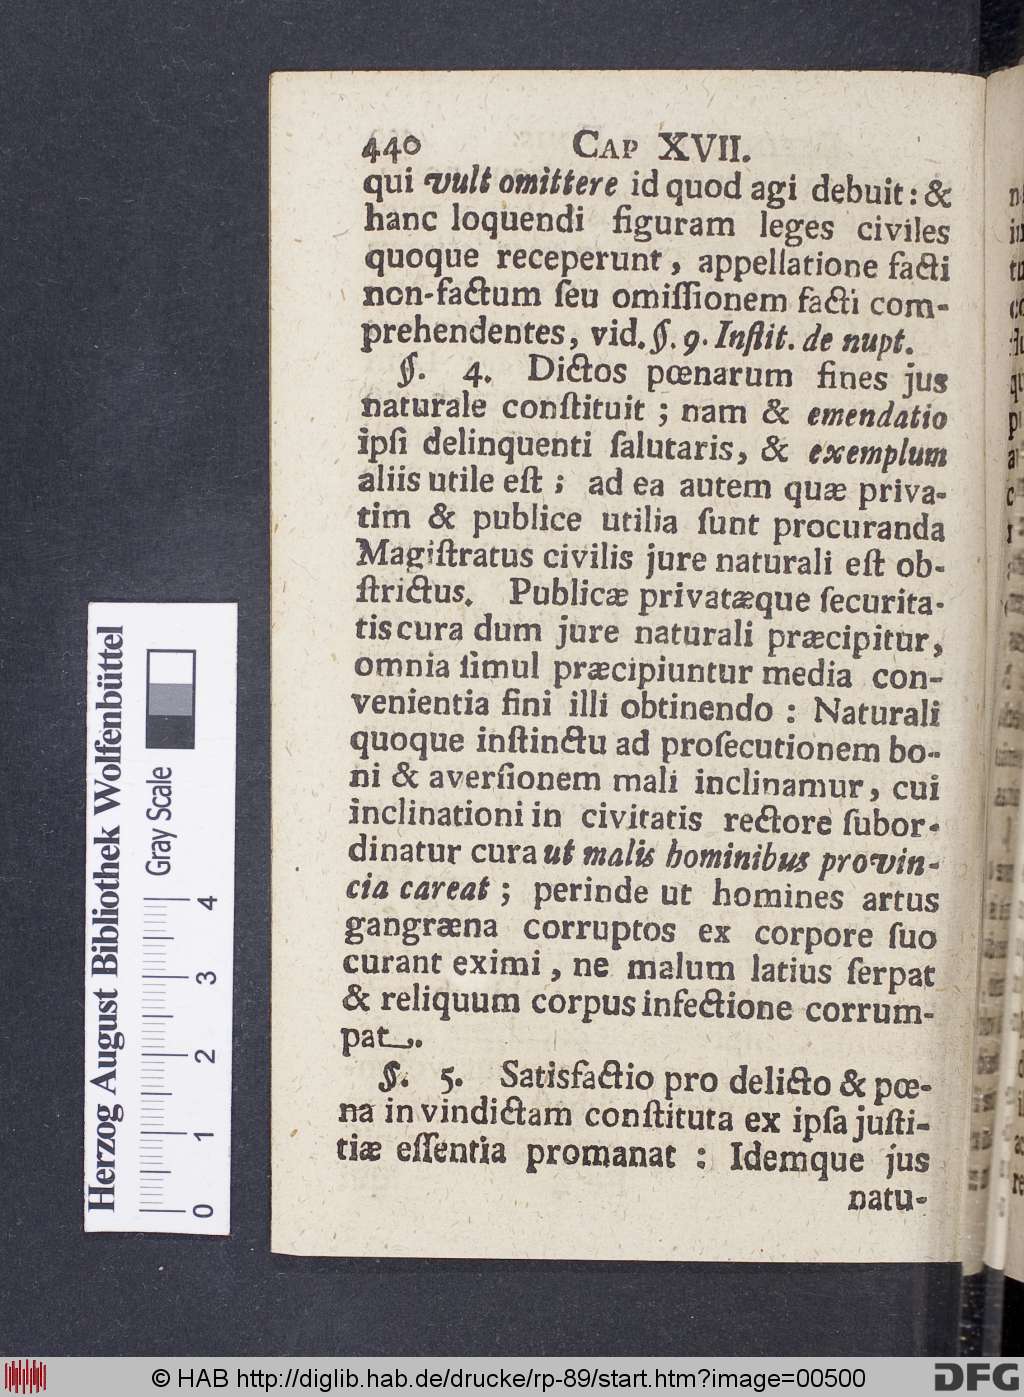 440 CAP XVII.
qui vult omittere id quod agi debuit: &
hanc loquendi figuram leges civiles
quoque receperunt, appellatione facti
non-factum ſeu omiſſionem facti com-
prehendentes, vid. §. 9. Inſtit. de nupt.
§. 4. Dictos pœnarum fines jus
naturale conſtituit ; nam & emendatio
ipſi delinquenti ſalutaris, & exemplum
aliis utile eſt ; ad ea autem quæ priva-
tim & publice utilia ſunt procuranda
Magiſtratus civilis jure naturali eſt ob-
ſtrictus. Publicæ privatæque ſecurita-
tis cura dum jure naturali præcipitur,
omnia ſimul præcipiuntur media con-
venientia fini illi obtinendo : Naturali
quoque inſtinctu ad proſecutionem bo-
ni & averſionem mali inclinamur, cui
inclinationi in civitatis rectore ſubor-
dinatur cura ut malis hominibus provin-
cia careat ; perinde ut homines artus
gangræna corruptos ex corpore ſuo
curant eximi, ne malum latius ſerpat
& reliquum corpus infectione corrum-
pat.
§. 5. Satisfactio pro delicto & pœ-
na in vindictam conſtituta ex ipſa juſti-
tiæ eſſentia promanat : Idemque jus
natu-
Herzog August Bibliothek Wolfenbüttel
Gray Scale
0 1 2 3 4
© HAB http://diglib.hab.de/drucke/rp-89/start.htm?image=00500
DFG